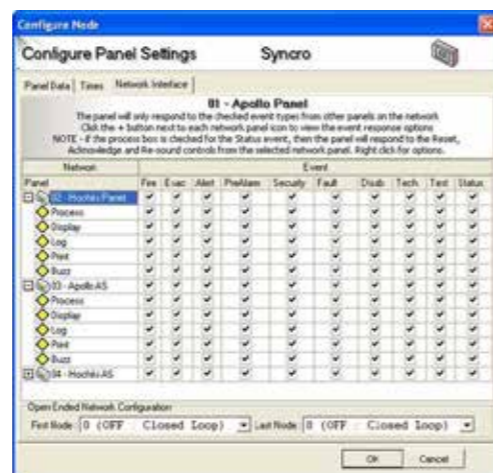 Configure Node
Configure Panel Settings Syncro
Panel Data Times Network Interface
01 - Apollo Panel
The panel will only respond to the checked event types from other panels on the network
Click the + button next to each network panel icon to view the event response options
NOTE - if the process box is checked for the Status event, then the panel will respond to the Reset,
Acknowledge and Re-sound controls from the selected network panel. Right click for options.
Network Event
Panel Fire Evac Alert PreAlarm Security Fault Disab Tech Test Status
02 - Hochiki Panel
Process
Display
Log
Print
Buzz
03 - Apollo AS
Process
Display
Log
Print
Buzz
04 - Hochiki AS
Open Ended Network Configuration
First Node 0 (OFF : Closed Loop) Last Node 0 (OFF : Closed Loop)
OK Cancel